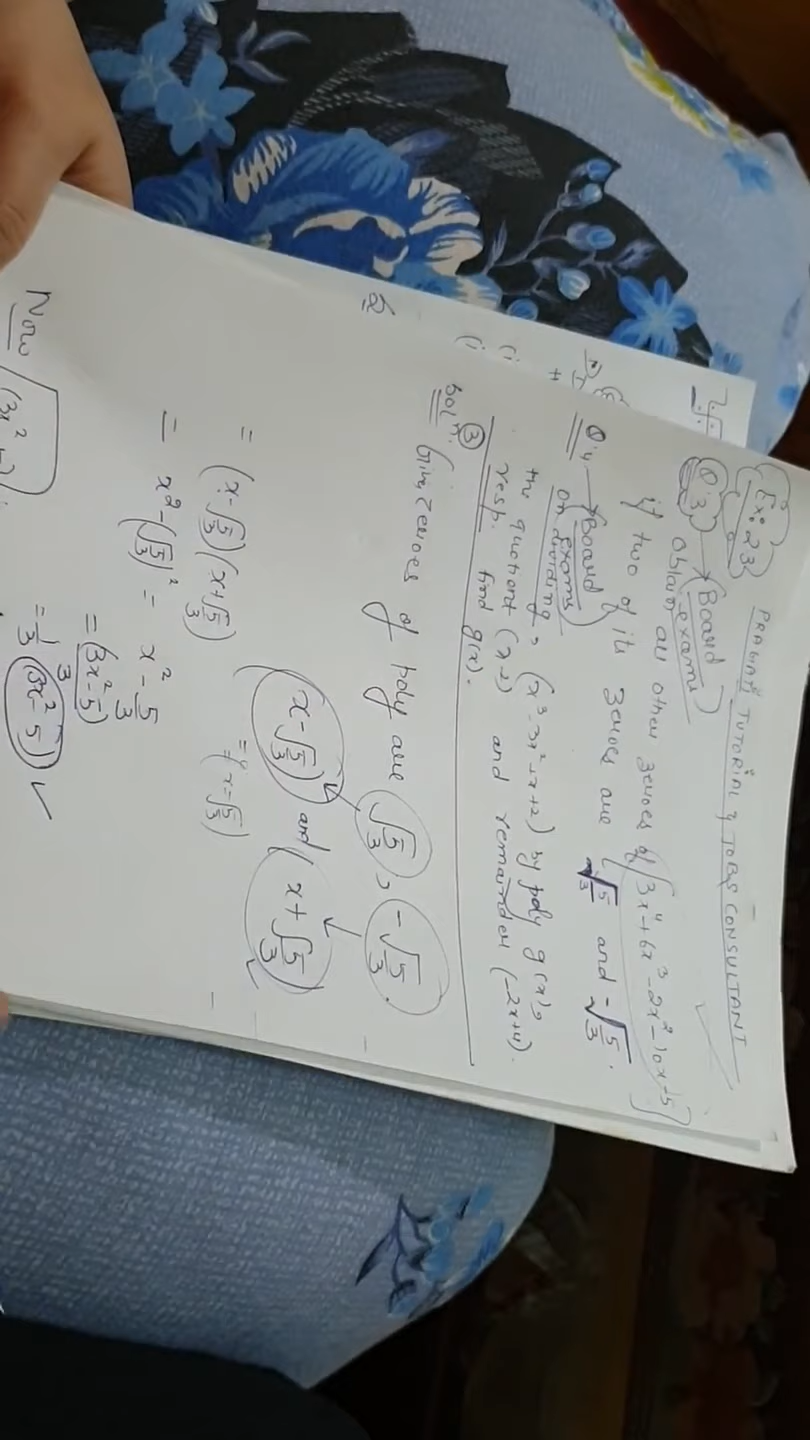 PRAGATI TUTORIAL & JOBS CONSULTANT
Ex: 2.3
Q.3 → (Board exams)
obtain all other zeroes of [3x⁴+6x³-2x²-10x-5]
if two of its zeroes are √5/3 and -√5/3.
Q.4 → (Board exams)
on dividing (x³-3x²+x+2) by poly g(x),
the quotient (x-2) and remainder (-2x+4).
resp. find g(x).
Solⁿ: ③
Given zeroes of poly are √5/3, -√5/3.
(x-√5/3) and (x+√5/3)
(x=√5/3)
= (x-√5/3)(x+√5/3)
= x²-(√5/3)² = x²-5/3
= (3x²-5)/3
= 1/3 (3x²-5) ✓
Now